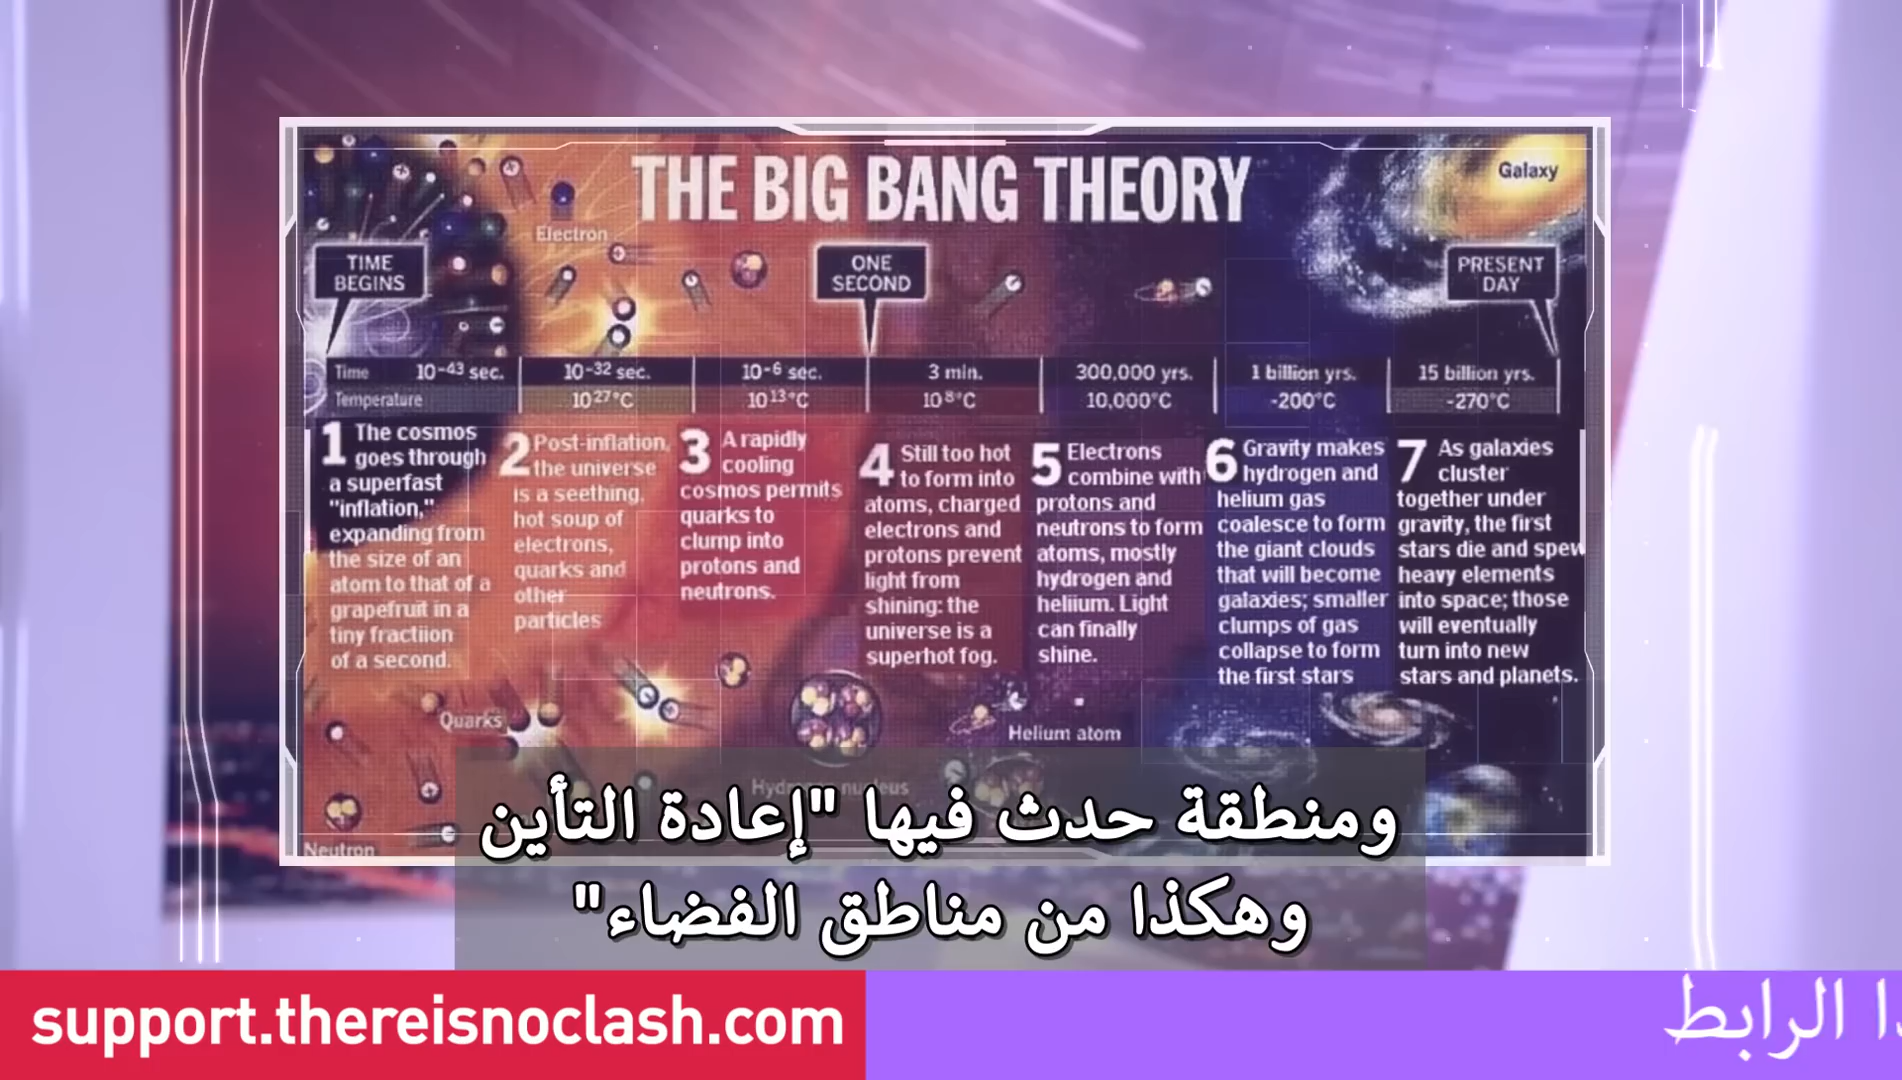 THE BIG BANG THEORY
Galaxy
Electron
TIME
BEGINS
ONE
SECOND
PRESENT
DAY
Time 10-43 sec. 10-32 sec. 10-6 sec. 3 min. 300,000 yrs. 1 billion yrs. 15 billion yrs.
Temperature 10 27°C 10 13°C 10 8°C 10,000°C -200°C -270°C
1 The cosmos
goes through
a superfast
"inflation,"
expanding from
the size of an
atom to that of a
grapefruit in a
tiny fractiion
of a second.
2 Post-inflation,
the universe
is a seething,
hot soup of
electrons,
quarks and
other
particles
3 A rapidly
cooling
cosmos permits
quarks to
clump into
protons and
neutrons.
4 Still too hot
to form into
atoms, charged
electrons and
protons prevent
light from
shining: the
universe is a
superhot fog.
5 Electrons
combine with
protons and
neutrons to form
atoms, mostly
hydrogen and
heliium. Light
can finally
shine.
6 Gravity makes
hydrogen and
helium gas
coalesce to form
the giant clouds
that will become
galaxies; smaller
clumps of gas
collapse to form
the first stars
7 As galaxies
cluster
together under
gravity, the first
stars die and spew
heavy elements
into space; those
will eventually
turn into new
stars and planets.
Quarks
Helium atom
Neutron
ومنطقة حدث فيها "إعادة التأين
وهكذا من مناطق الفضاء"
support.thereisnoclash.com
الرابط